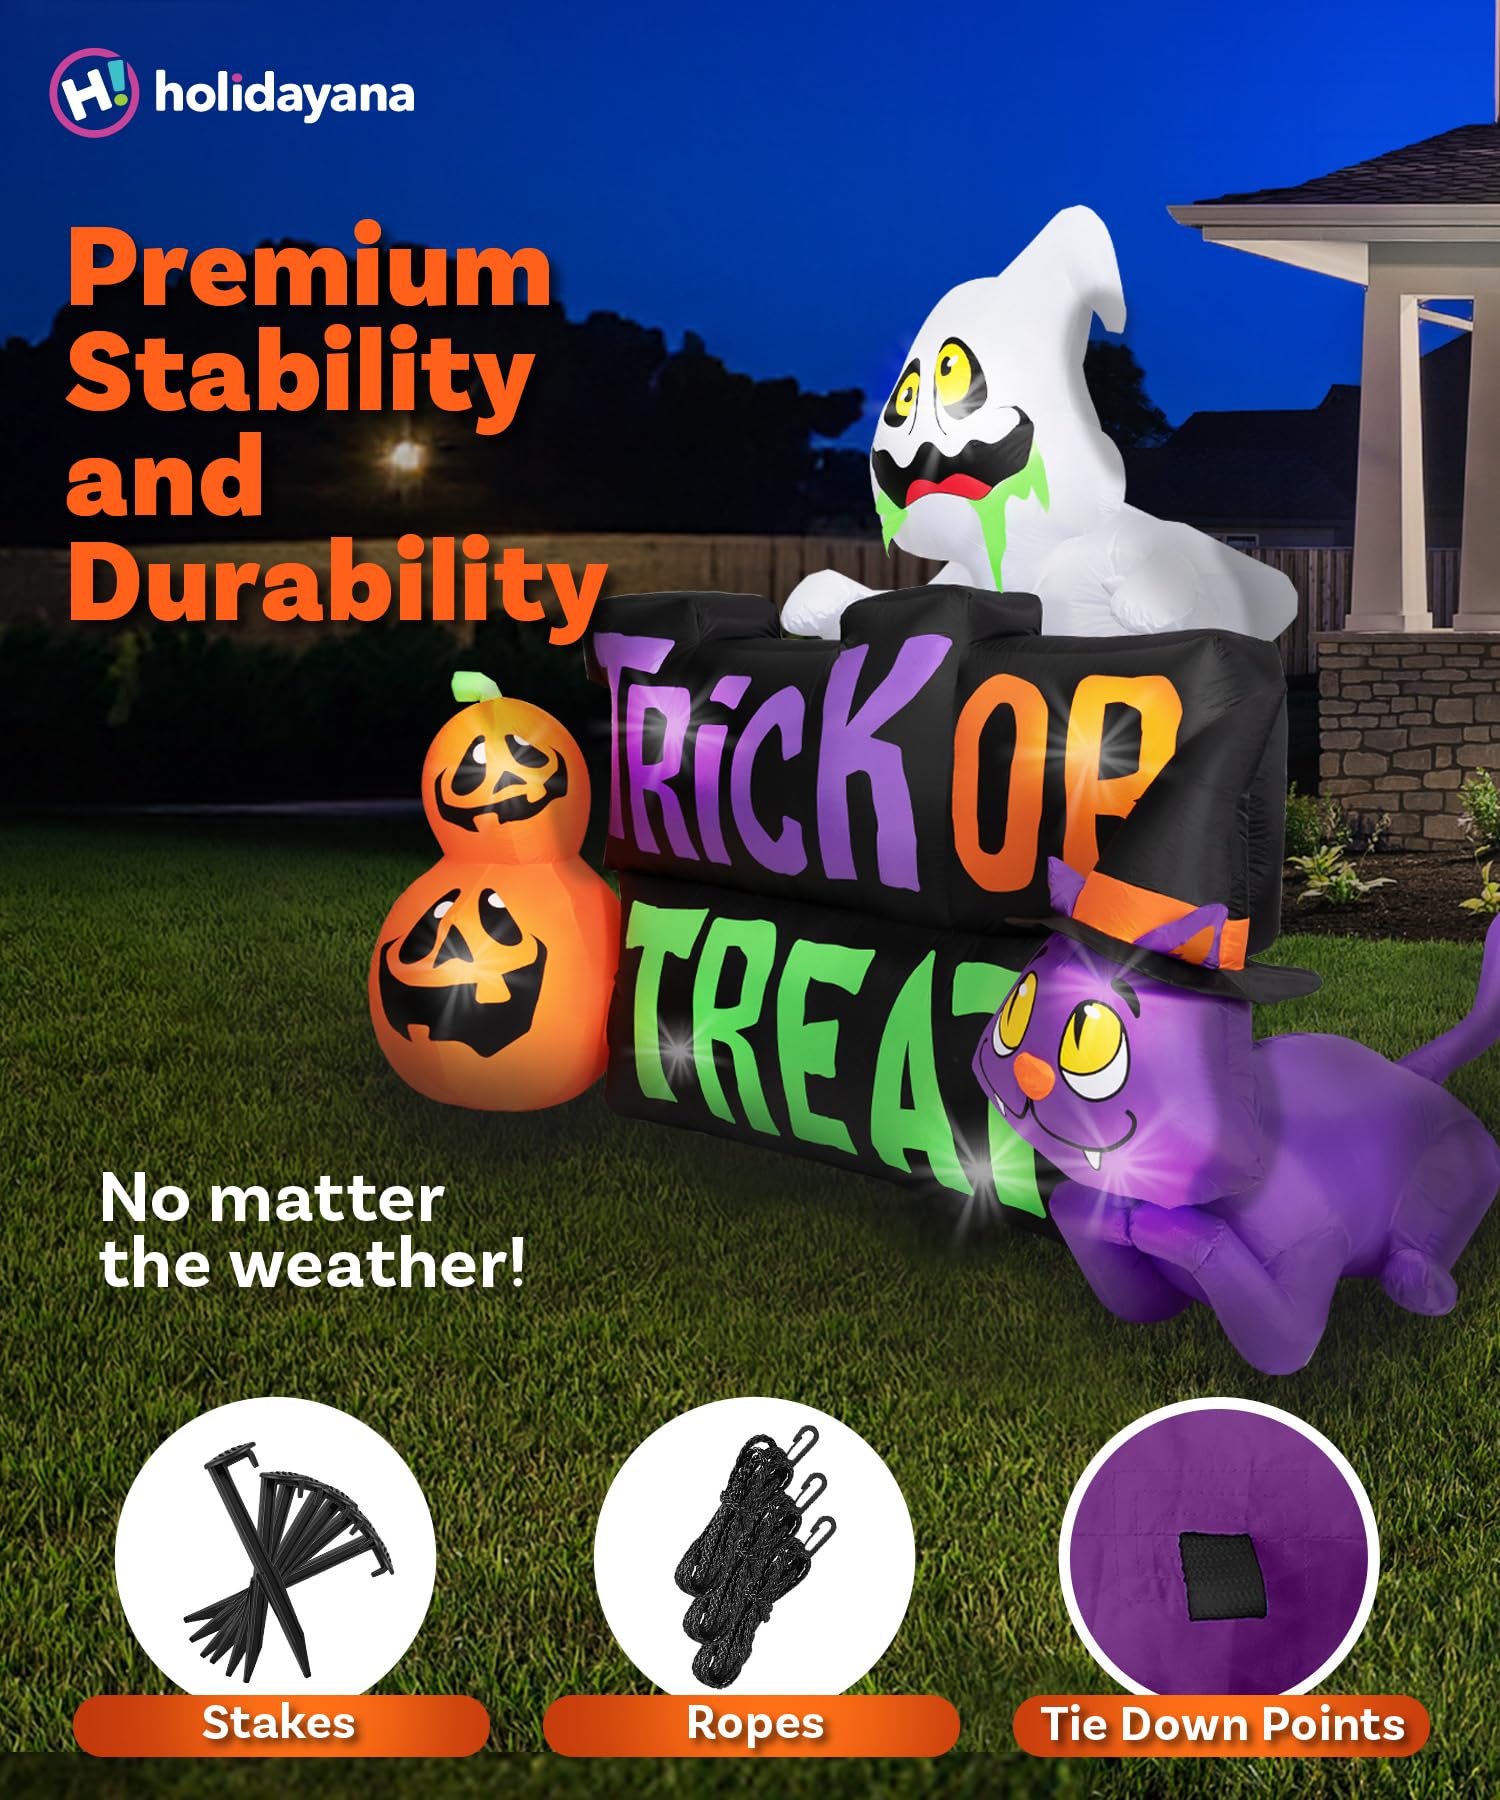 H! holidayana
Premium
Stability
and
Durability
TRiCK OR
TREAT
No matter
the weather!
Stakes
Ropes
Tie Down Points